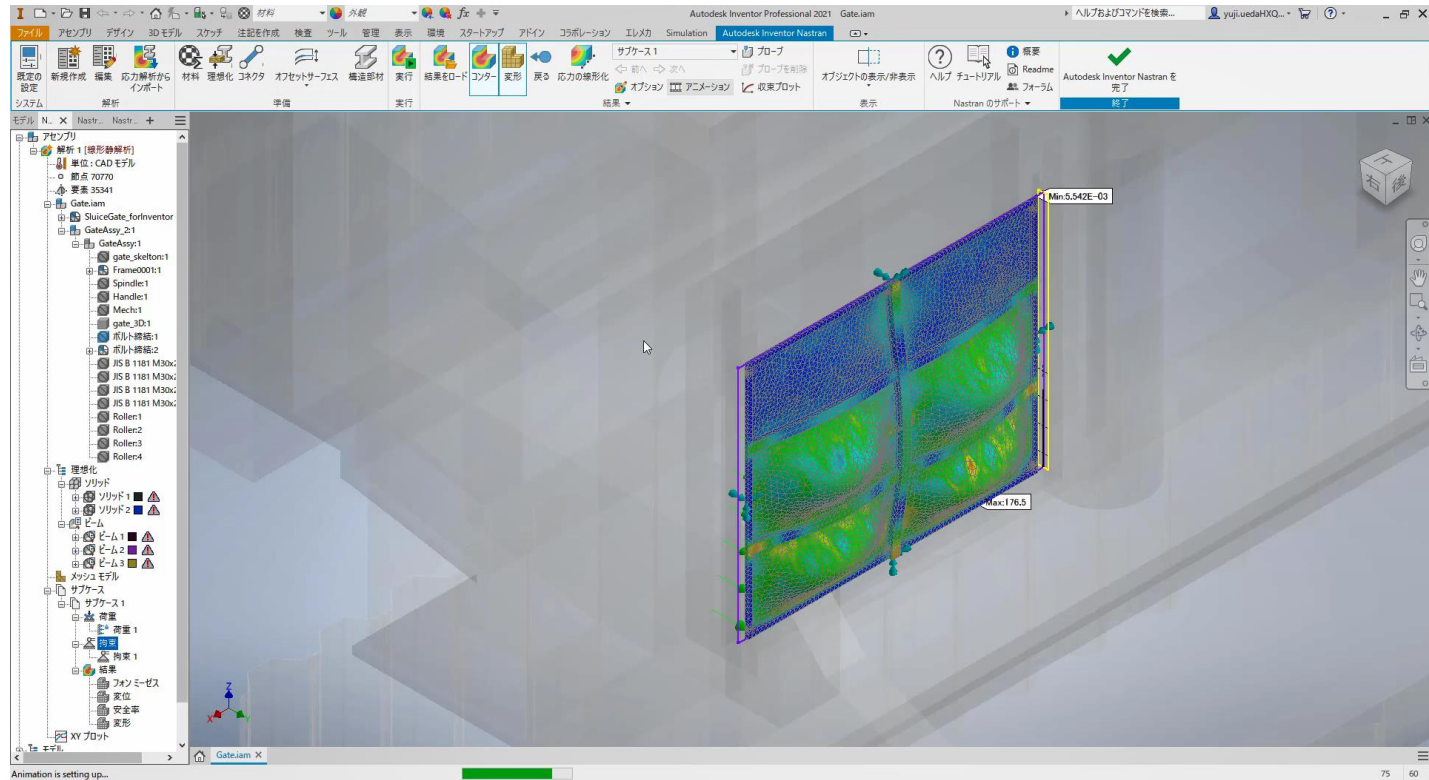 材料
外観
Autodesk Inventor Professional 2021 Gate.iam
ヘルプおよびコマンドを検索...
yuji.uedaHXQ...
ファイル アセンブリ デザイン 3D モデル スケッチ 注記を作成 検査 ツール 管理 表示 環境 スタートアップ アドイン コラボレーション エレメカ Simulation Autodesk Inventor Nastran
既定の設定
新規作成
編集
応力解析からインポート
材料
理想化
コネクタ
オフセットサーフェス
構造部材
実行
結果をロード
コンター
変形
戻る
応力の線形化
サブケース 1
前へ 次へ
オプション アニメーション
プローブ
プローブを削除
収束プロット
オブジェクトの表示/非表示
ヘルプ
チュートリアル
概要
Readme
フォーラム
Autodesk Inventor Nastran を完了
システム 解析 準備 実行 結果 表示 Nastran のサポート 終了
モデル N... Nastr... Nastr...
アセンブリ
解析 1 [線形静解析]
単位 : CAD モデル
節点 70770
要素 35341
Gate.iam
SluiceGate_forInventor
GateAssy_2:1
GateAssy:1
gate_skelton:1
Frame0001:1
Spindle:1
Handle:1
Mech:1
gate_3D:1
ボルト締結:1
ボルト締結:2
JIS B 1181 M30x
JIS B 1181 M30x
JIS B 1181 M30x
JIS B 1181 M30x
Roller:1
Roller:2
Roller:3
Roller:4
理想化
ソリッド
ソリッド 1
ソリッド 2
ビーム
ビーム 1
ビーム 2
ビーム 3
メッシュ モデル
サブケース
サブケース 1
荷重
荷重 1
拘束
拘束 1
結果
フォン ミーゼス
変位
安全率
変形
XY プロット
モデル
Min:5.542E-03
Max:176.5
下
右
後
Z
X
Y
Gate.iam
Animation is setting up...
75 60